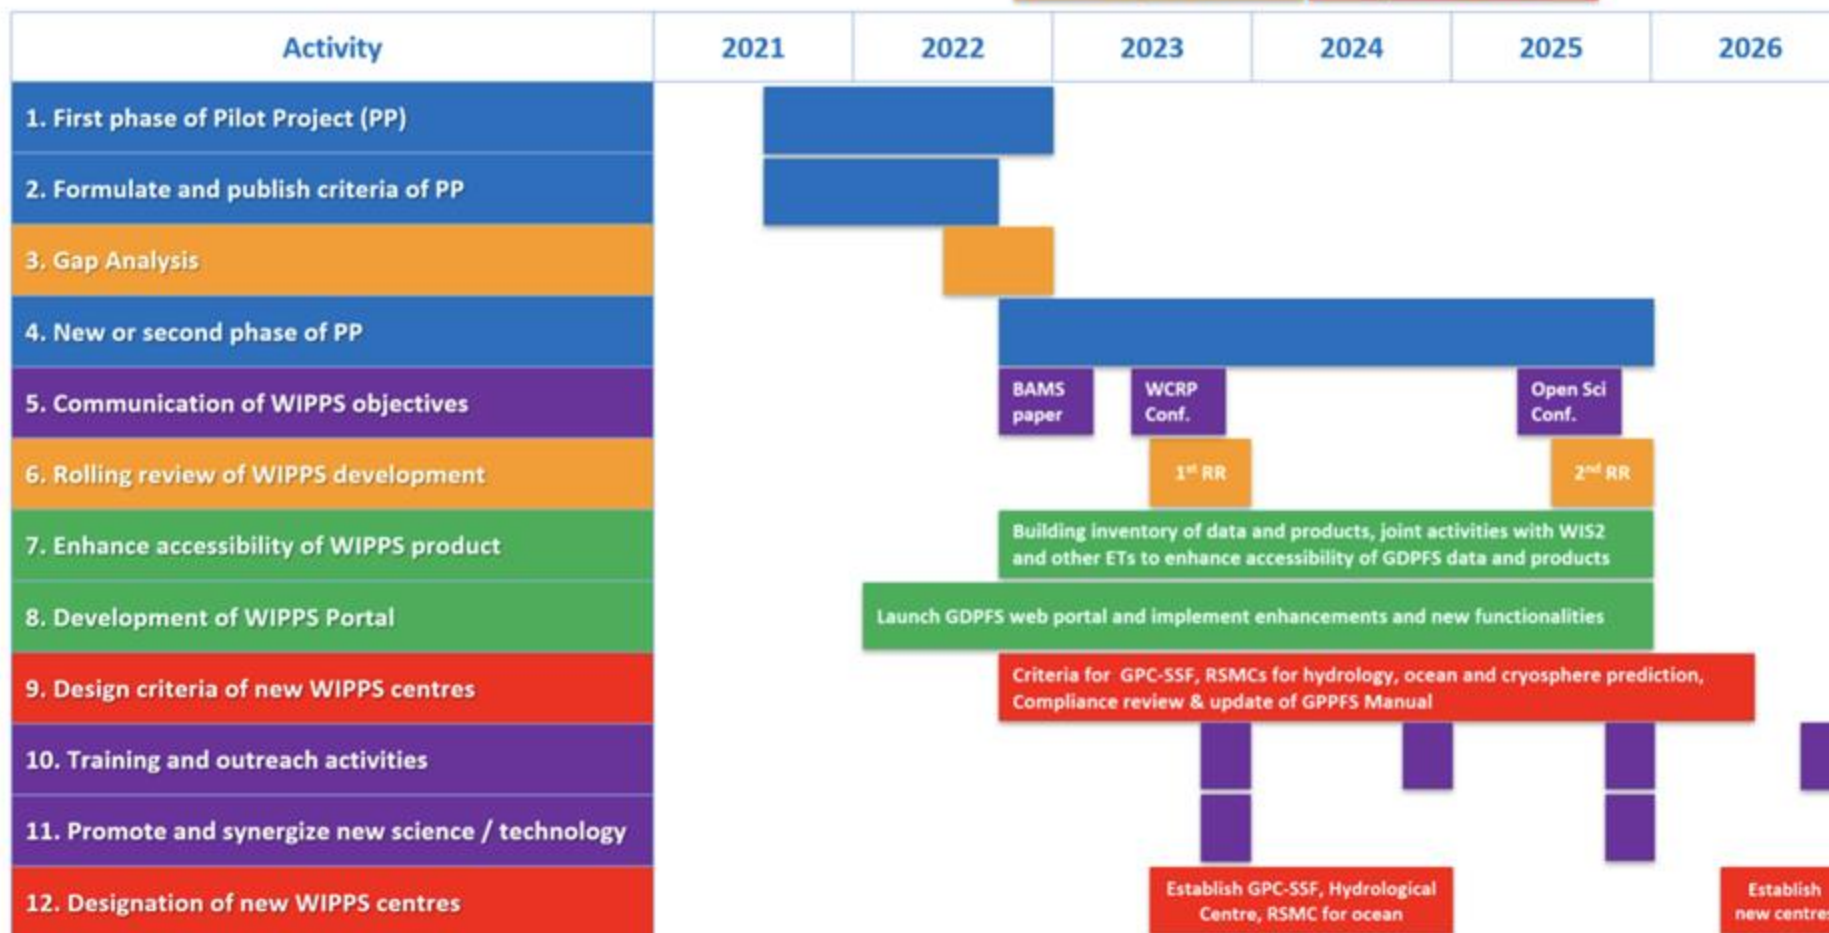 Activity 2021 2022 2023 2024 2025 2026
1. First phase of Pilot Project (PP)
2. Formulate and publish criteria of PP
3. Gap Analysis
4. New or second phase of PP
5. Communication of WIPPS objectives
BAMS
paper
WCRP
Conf.
Open Sci
Conf.
6. Rolling review of WIPPS development
1st RR
2nd RR
7. Enhance accessibility of WIPPS product
Building inventory of data and products, joint activities with WIS2
and other ETs to enhance accessibility of GDPFS data and products
8. Development of WIPPS Portal
Launch GDPFS web portal and implement enhancements and new functionalities
9. Design criteria of new WIPPS centres
Criteria for GPC-SSF, RSMCs for hydrology, ocean and cryosphere prediction,
Compliance review & update of GPPFS Manual
10. Training and outreach activities
11. Promote and synergize new science / technology
12. Designation of new WIPPS centres
Establish GPC-SSF, Hydrological
Centre, RSMC for ocean
Establish
new centres